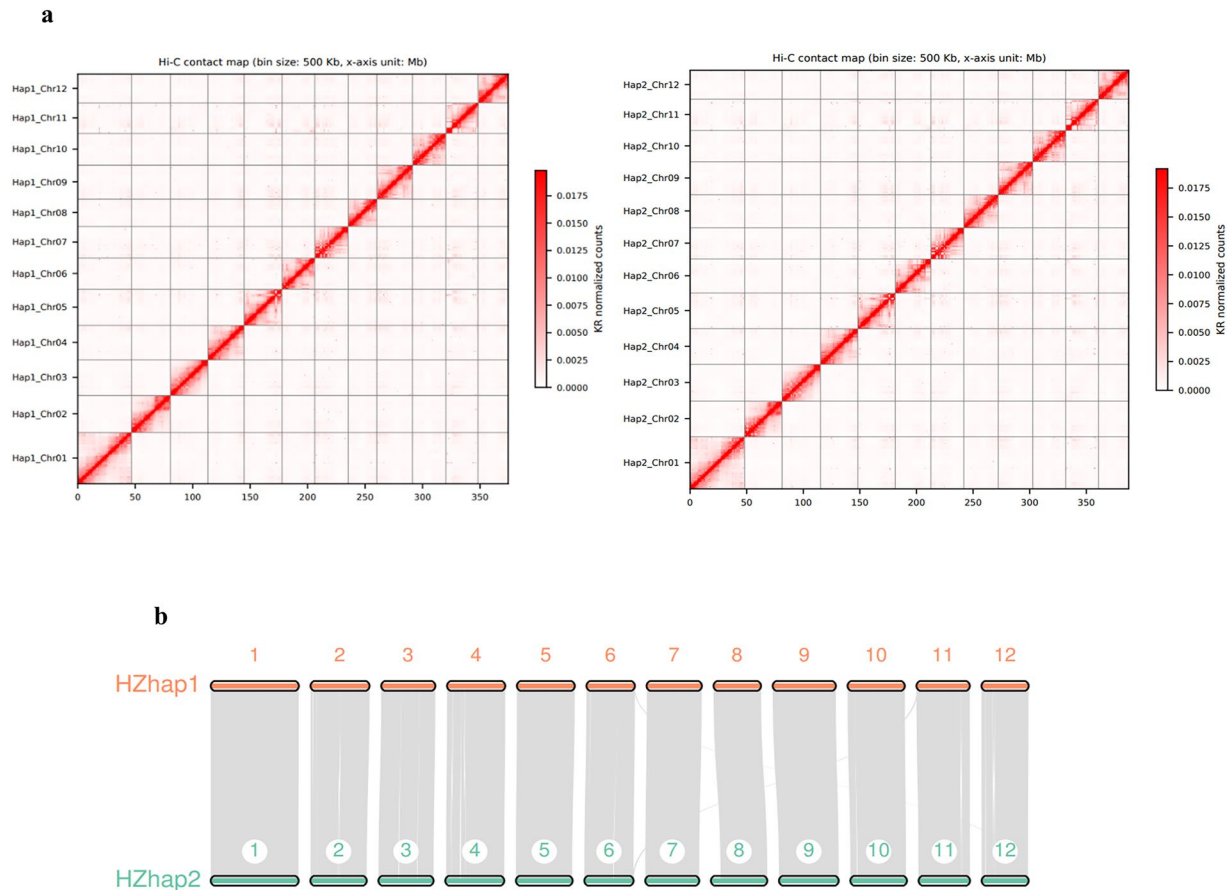 a
Hi-C contact map (bin size: 500 Kb, x-axis unit: Mb)
Hap1_Chr12
Hap1_Chr11
Hap1_Chr10
Hap1_Chr09
Hap1_Chr08
Hap1_Chr07
Hap1_Chr06
Hap1_Chr05
Hap1_Chr04
Hap1_Chr03
Hap1_Chr02
Hap1_Chr01
0 50 100 150 200 250 300 350
0.0175
0.0150
0.0125
0.0100
0.0075
0.0050
0.0025
0.0000
KR normalized counts
Hi-C contact map (bin size: 500 Kb, x-axis unit: Mb)
Hap2_Chr12
Hap2_Chr11
Hap2_Chr10
Hap2_Chr09
Hap2_Chr08
Hap2_Chr07
Hap2_Chr06
Hap2_Chr05
Hap2_Chr04
Hap2_Chr03
Hap2_Chr02
Hap2_Chr01
0 50 100 150 200 250 300 350
0.0175
0.0150
0.0125
0.0100
0.0075
0.0050
0.0025
0.0000
KR normalized counts
b
1 2 3 4 5 6 7 8 9 10 11 12
HZhap1
1 2 3 4 5 6 7 8 9 10 11 12
HZhap2